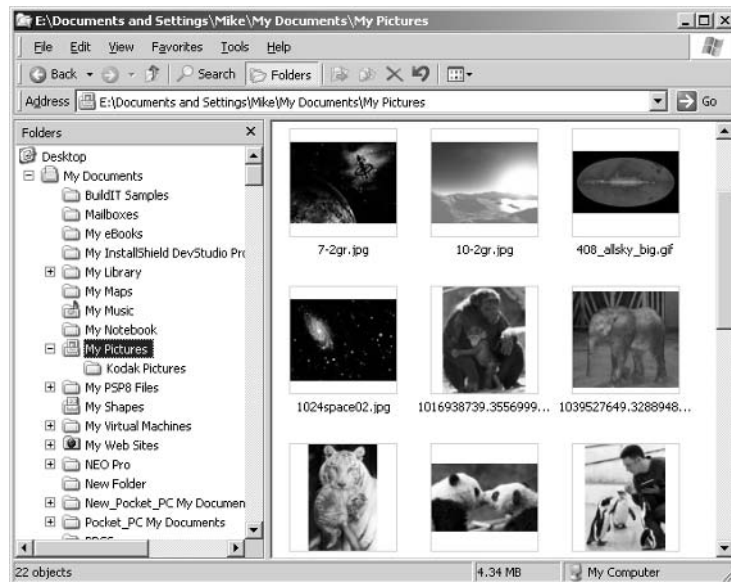 E:\Documents and Settings\Mike\My Documents\My Pictures
File Edit View Favorites Tools Help
Back Search Folders
Address E:\Documents and Settings\Mike\My Documents\My Pictures Go
Folders
Desktop
My Documents
BuildIT Samples
Mailboxes
My eBooks
My InstallShield DevStudio Pr
My Library
My Maps
My Music
My Notebook
My Pictures
Kodak Pictures
My PSP8 Files
My Shapes
My Virtual Machines
My Web Sites
NEO Pro
New Folder
New_Pocket_PC My Documen
Pocket_PC My Documents
7-2gr.jpg 10-2gr.jpg 408_allsky_big.gif
1024space02.jpg 1016938739.3556999... 1039527649.3288948...
22 objects 4.34 MB My Computer